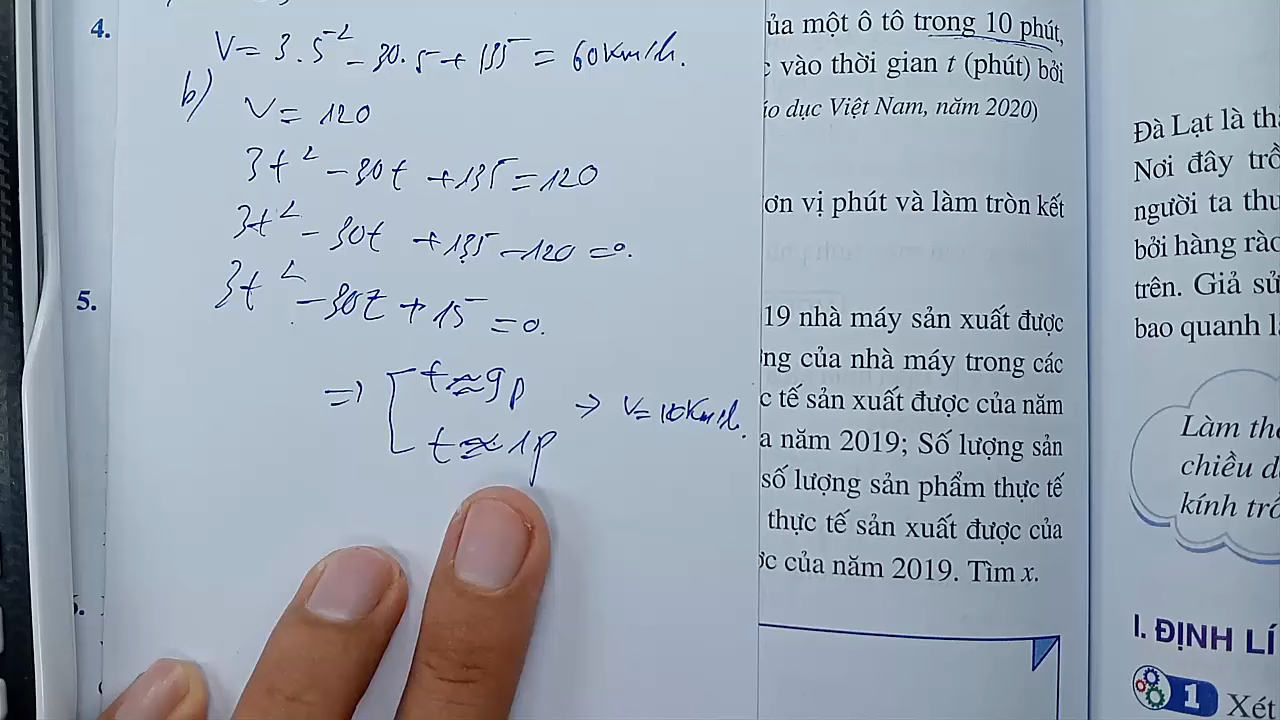 4.
V = 3.5² - 30.5 + 135 = 60km/h.
b)
V = 120
3t² - 30t + 135 = 120
3t² - 30t + 135 - 120 = 0.
3t² - 30t + 15 = 0.
=> [ t ≈ 9p
t ≈ 1p
→ V =
5.
ủa một ô tô trong 10 phút,
c vào thời gian t (phút) bởi
áo dục Việt Nam, năm 2020)
ơn vị phút và làm tròn kết
19 nhà máy sản xuất được
ng của nhà máy trong các
c tế sản xuất được của năm
a năm 2019; Số lượng sản
số lượng sản phẩm thực tế
thực tế sản xuất được của
ợc của năm 2019. Tìm x.
Đà Lạt là th
Nơi đây trồ
người ta thu
bởi hàng rào
trên. Giả sử
bao quanh l
Làm th
chiều d
kính trồ
I. ĐỊNH LÍ
1 Xét